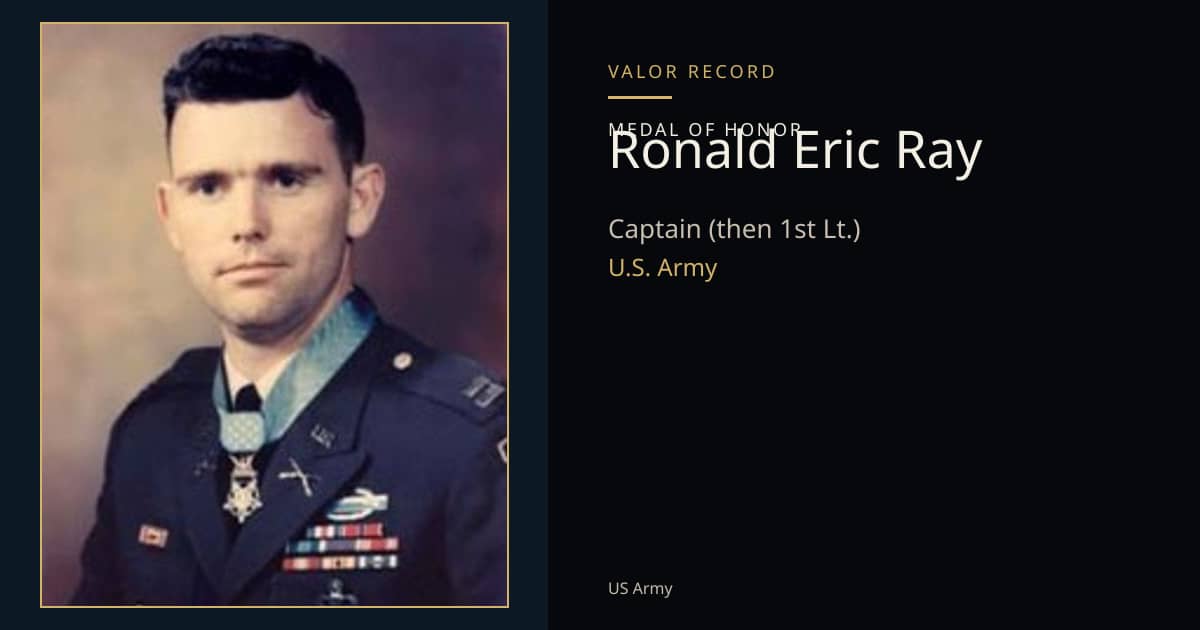 VALOR RECORD
MEDAL OF HONOR
Ronald Eric Ray
Captain (then 1st Lt.)
U.S. Army
US Army